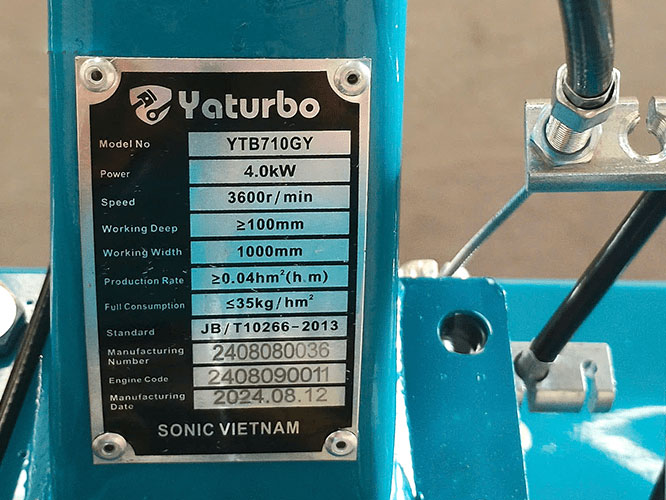 Yaturbo
Model No YTB710GY
Power 4.0kW
Speed 3600r/min
Working Deep ≥100mm
Working Width 1000mm
Production Rate ≥0.04hm²(h.m)
Full Consumption ≤35kg/hm²
Standard JB/T10266-2013
Manufacturing
Number 2408080036
Engine Code 2408090011
Manufacturing
Date 2024.08.12
SONIC VIETNAM